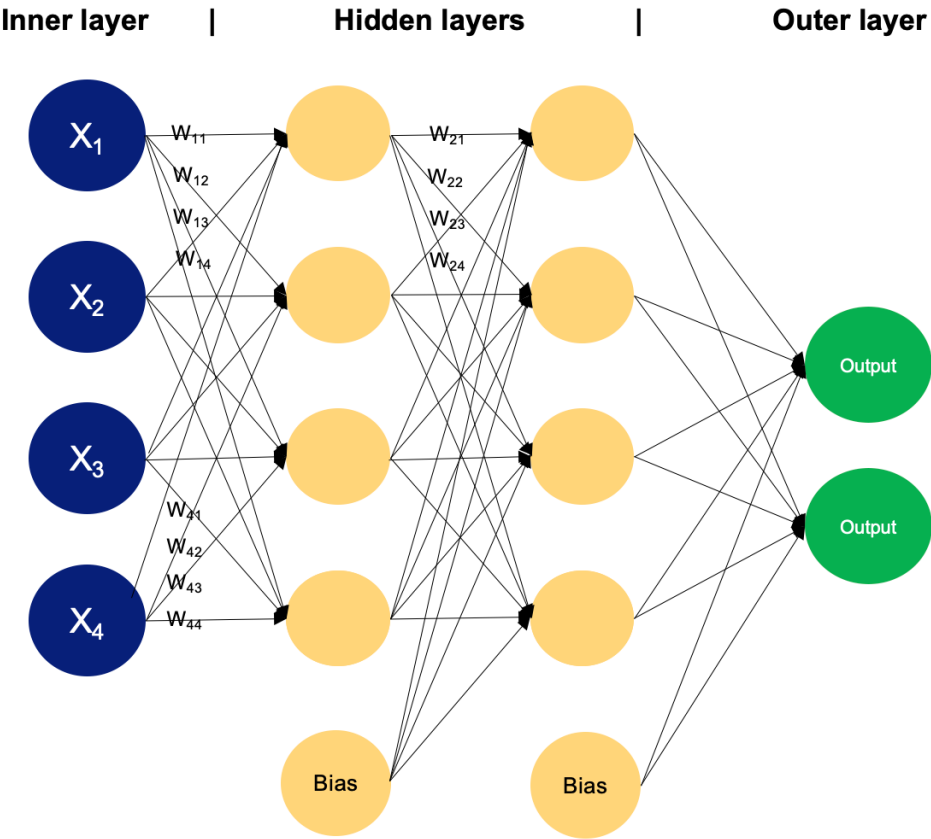 Inner layer | Hidden layers | Outer layer
X1
W11
W12
W13
W14
W21
W22
W23
W24
X2
X3
X4
W41
W42
W43
W44
Output
Output
Bias
Bias